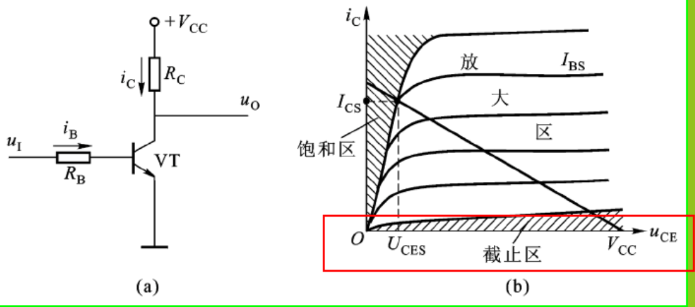 +V_CC
i_C
R_C
u_O
u_I
i_B
R_B
VT
(a)
i_C
放
I_BS
大
I_CS
区
饱和区
O
U_CES
截止区
V_CC
u_CE
(b)